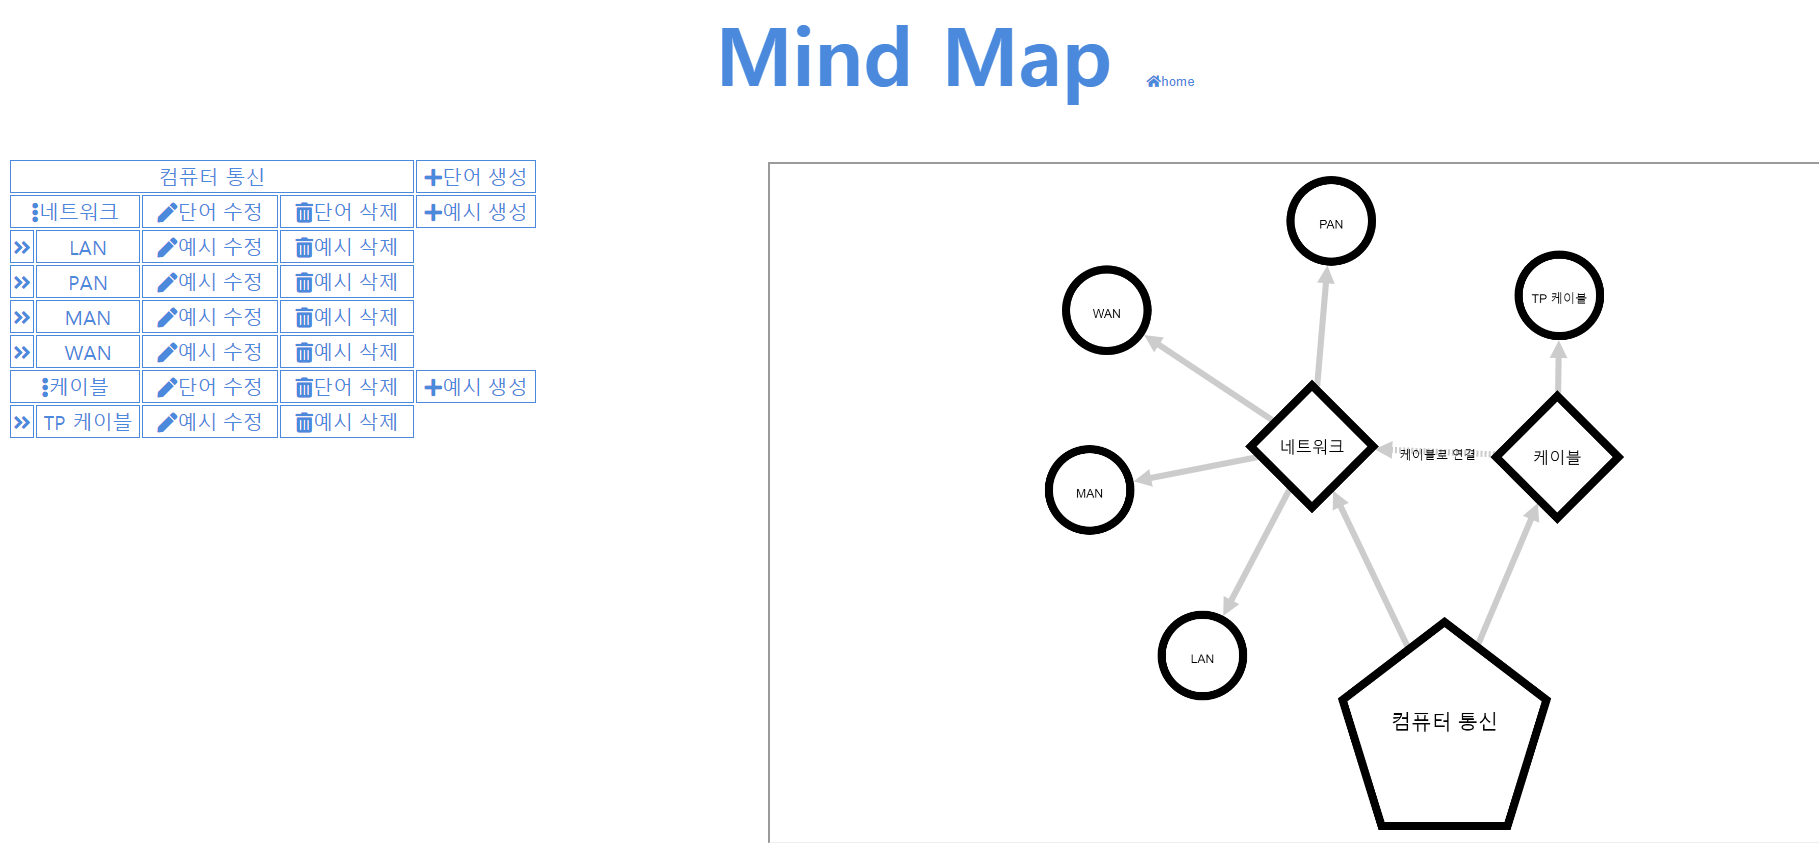 Mind Map home
컴퓨터 통신 단어 생성
네트워크 단어 수정 단어 삭제 예시 생성
LAN 예시 수정 예시 삭제
PAN 예시 수정 예시 삭제
MAN 예시 수정 예시 삭제
WAN 예시 수정 예시 삭제
케이블 단어 수정 단어 삭제 예시 생성
TP 케이블 예시 수정 예시 삭제
PAN
TP 케이블
WAN
네트워크
케이블로 연결
케이블
MAN
LAN
컴퓨터 통신